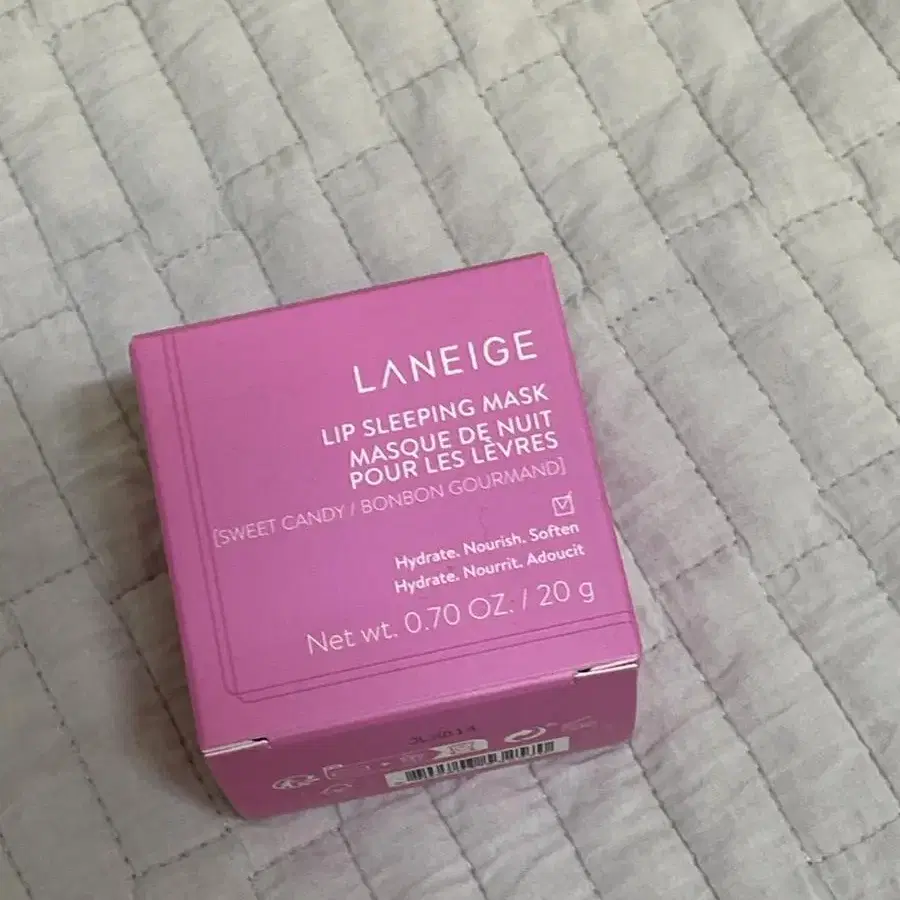 LANEIGE
LIP SLEEPING MASK
MASQUE DE NUIT
POUR LES LÈVRES
[SWEET CANDY / BONBON GOURMAND]
Hydrate. Nourish. Soften
Hydrate. Nourrit. Adoucit
Net wt. 0.70 OZ. / 20 g